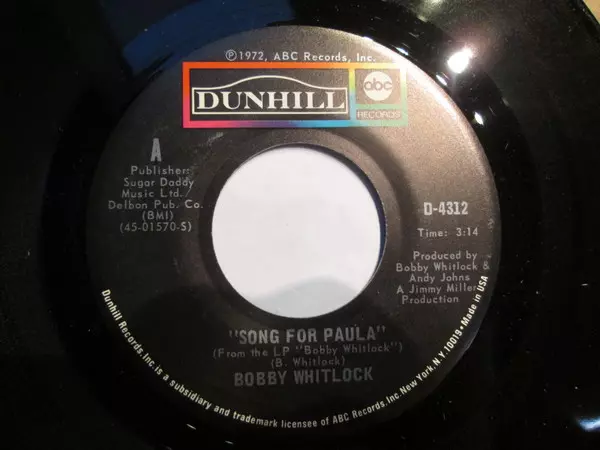 ℗1972, ABC Records, Inc.
DUNHILL
abc
RECORDS
A
Publisher:
Sugar Daddy
Music Ltd.
Delbon Pub. Co.
(BMI)
(45-01570-S)
D-4312
Time: 3:14
Produced by
Bobby Whitlock &
Andy Johns
A Jimmy Miller
Production
"SONG FOR PAULA"
(From the LP "Bobby Whitlock")
(B. Whitlock)
BOBBY WHITLOCK
Dunhill Records, Inc. is a subsidiary and trademark licensee of ABC Records, Inc. New York, N.Y. 10019 • Made in USA